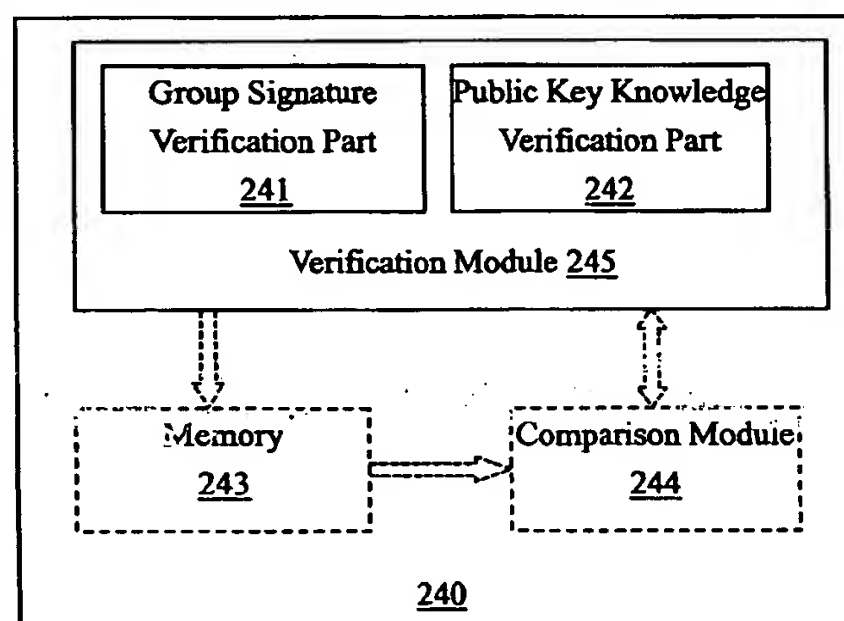 Group Signature
Verification Part
241
Public Key Knowledge
Verification Part
242
Verification Module 245
Memory
243
Comparison Module
244
240